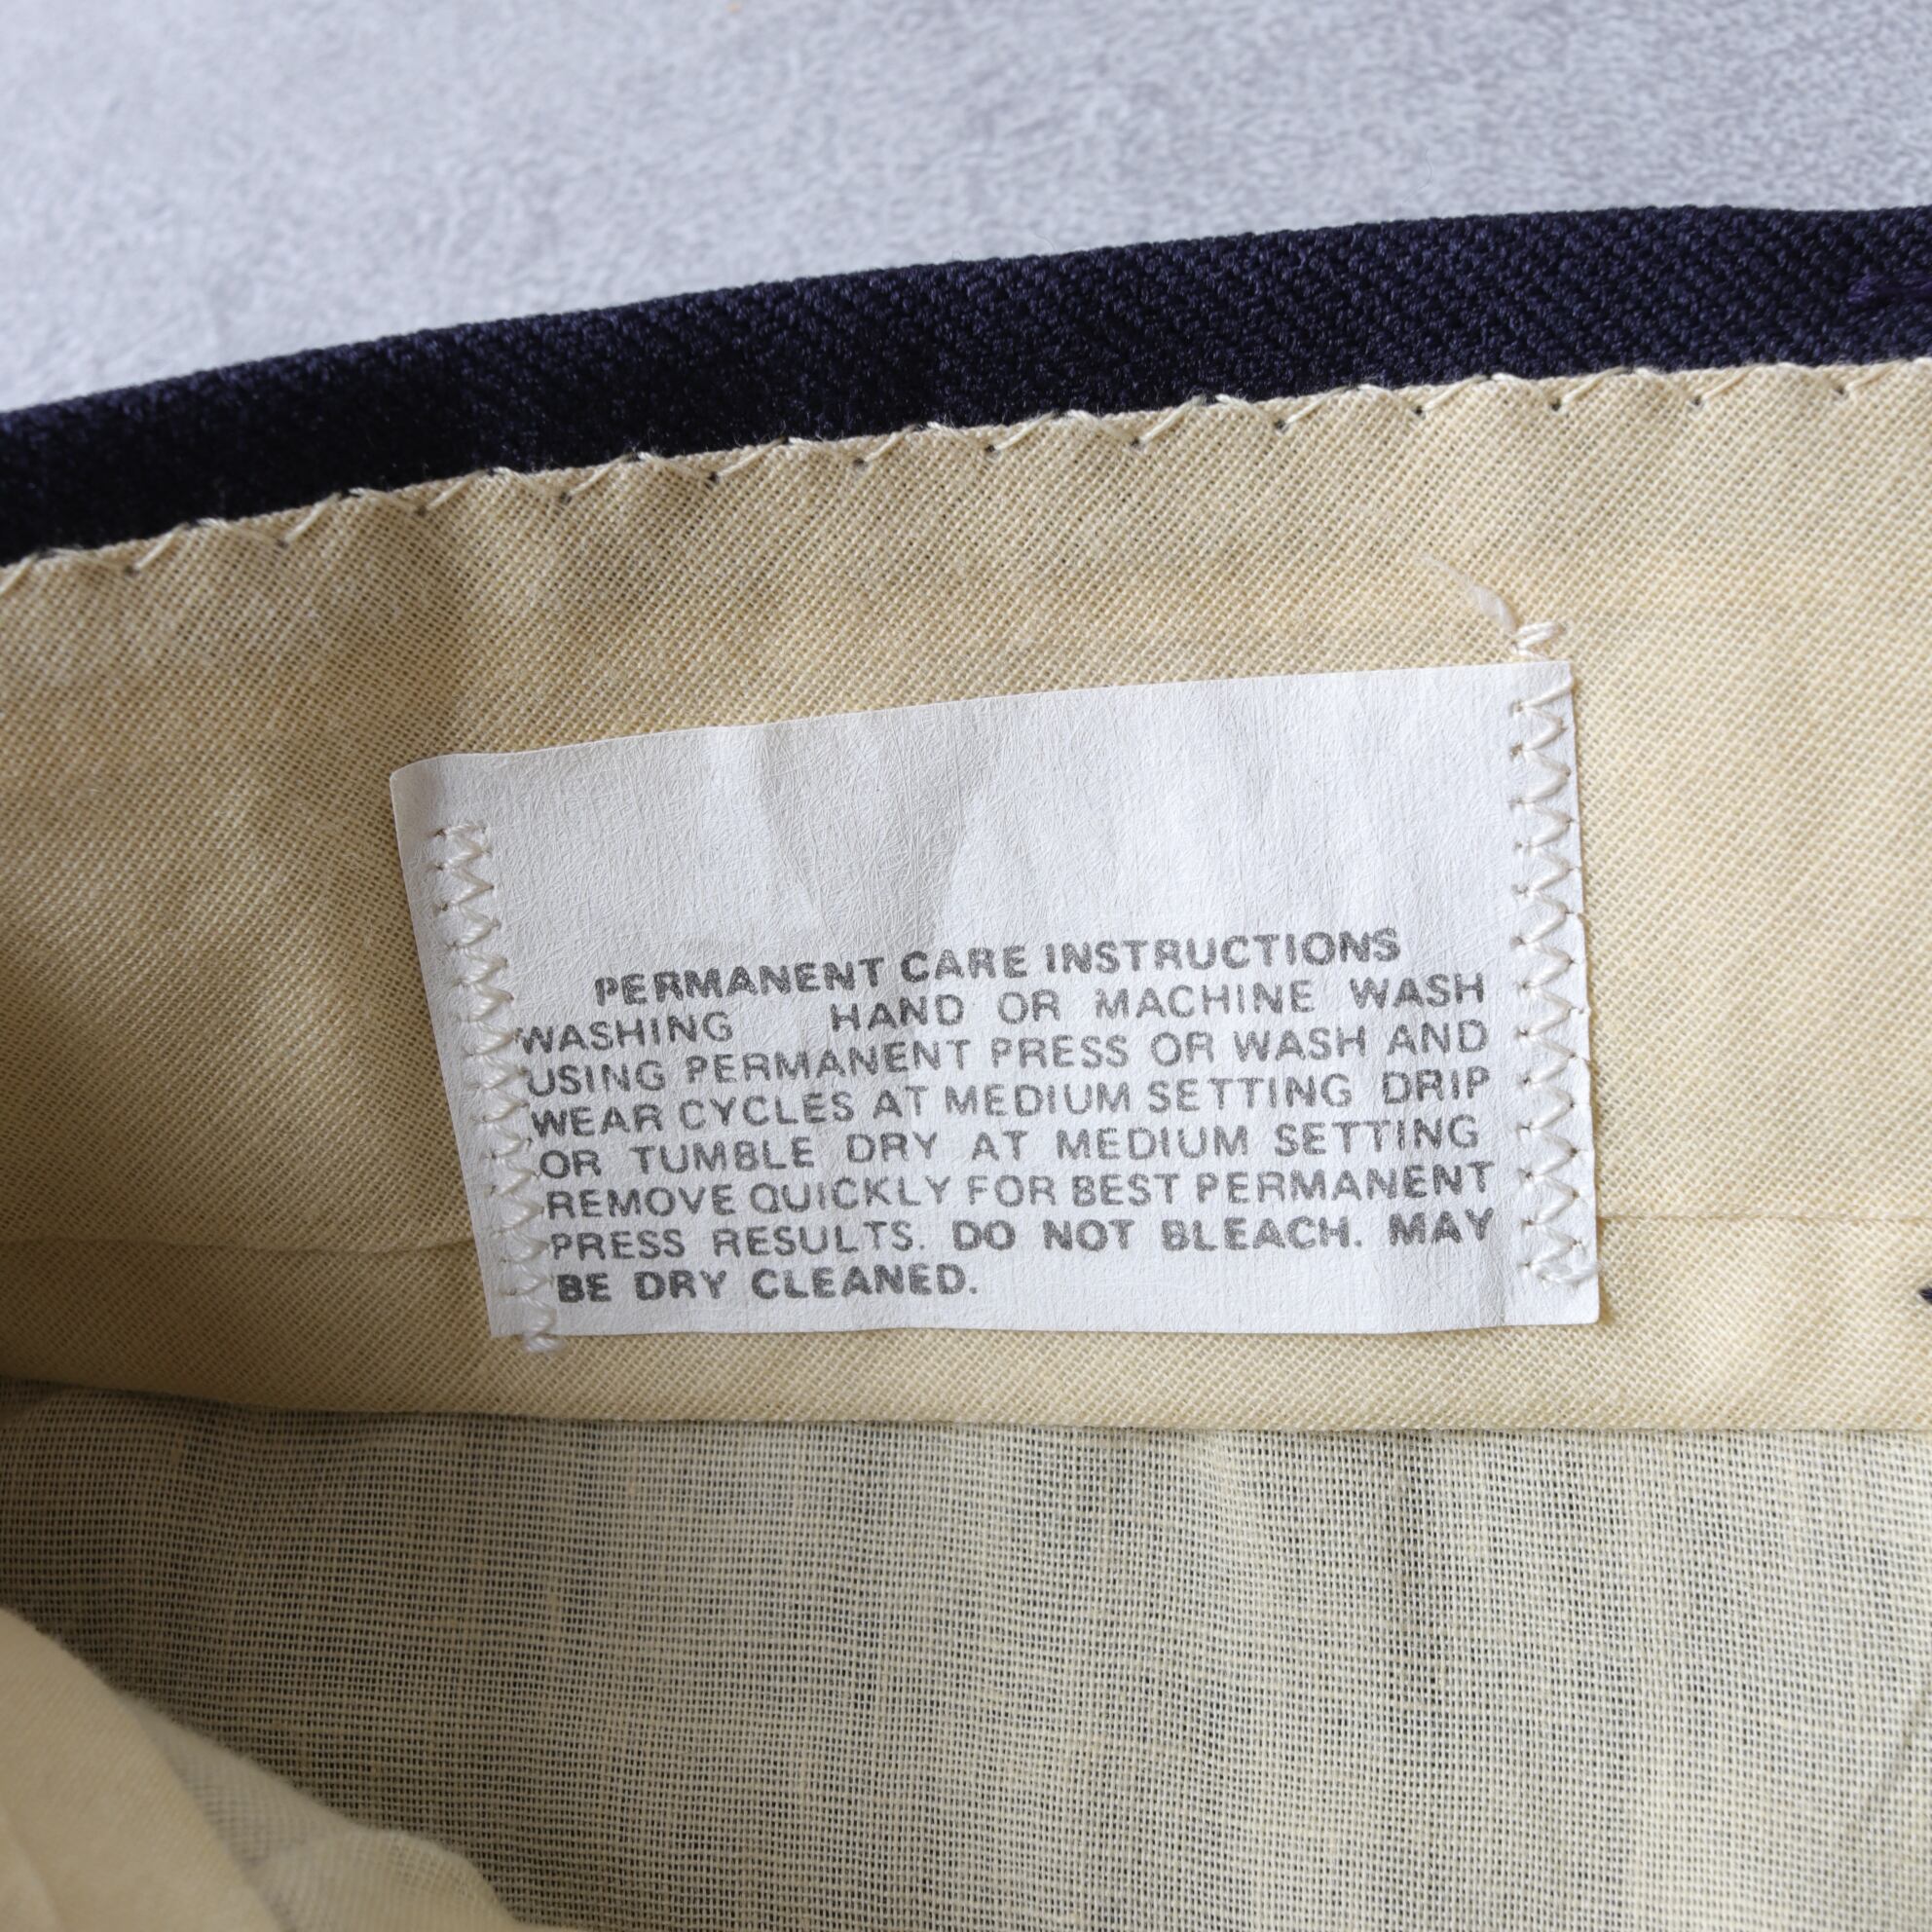 PERMANENT CARE INSTRUCTIONS
WASHING HAND OR MACHINE WASH
USING PERMANENT PRESS OR WASH AND
WEAR CYCLES AT MEDIUM SETTING DRIP
OR TUMBLE DRY AT MEDIUM SETTING
REMOVE QUICKLY FOR BEST PERMANENT
PRESS RESULTS. DO NOT BLEACH. MAY
BE DRY CLEANED.